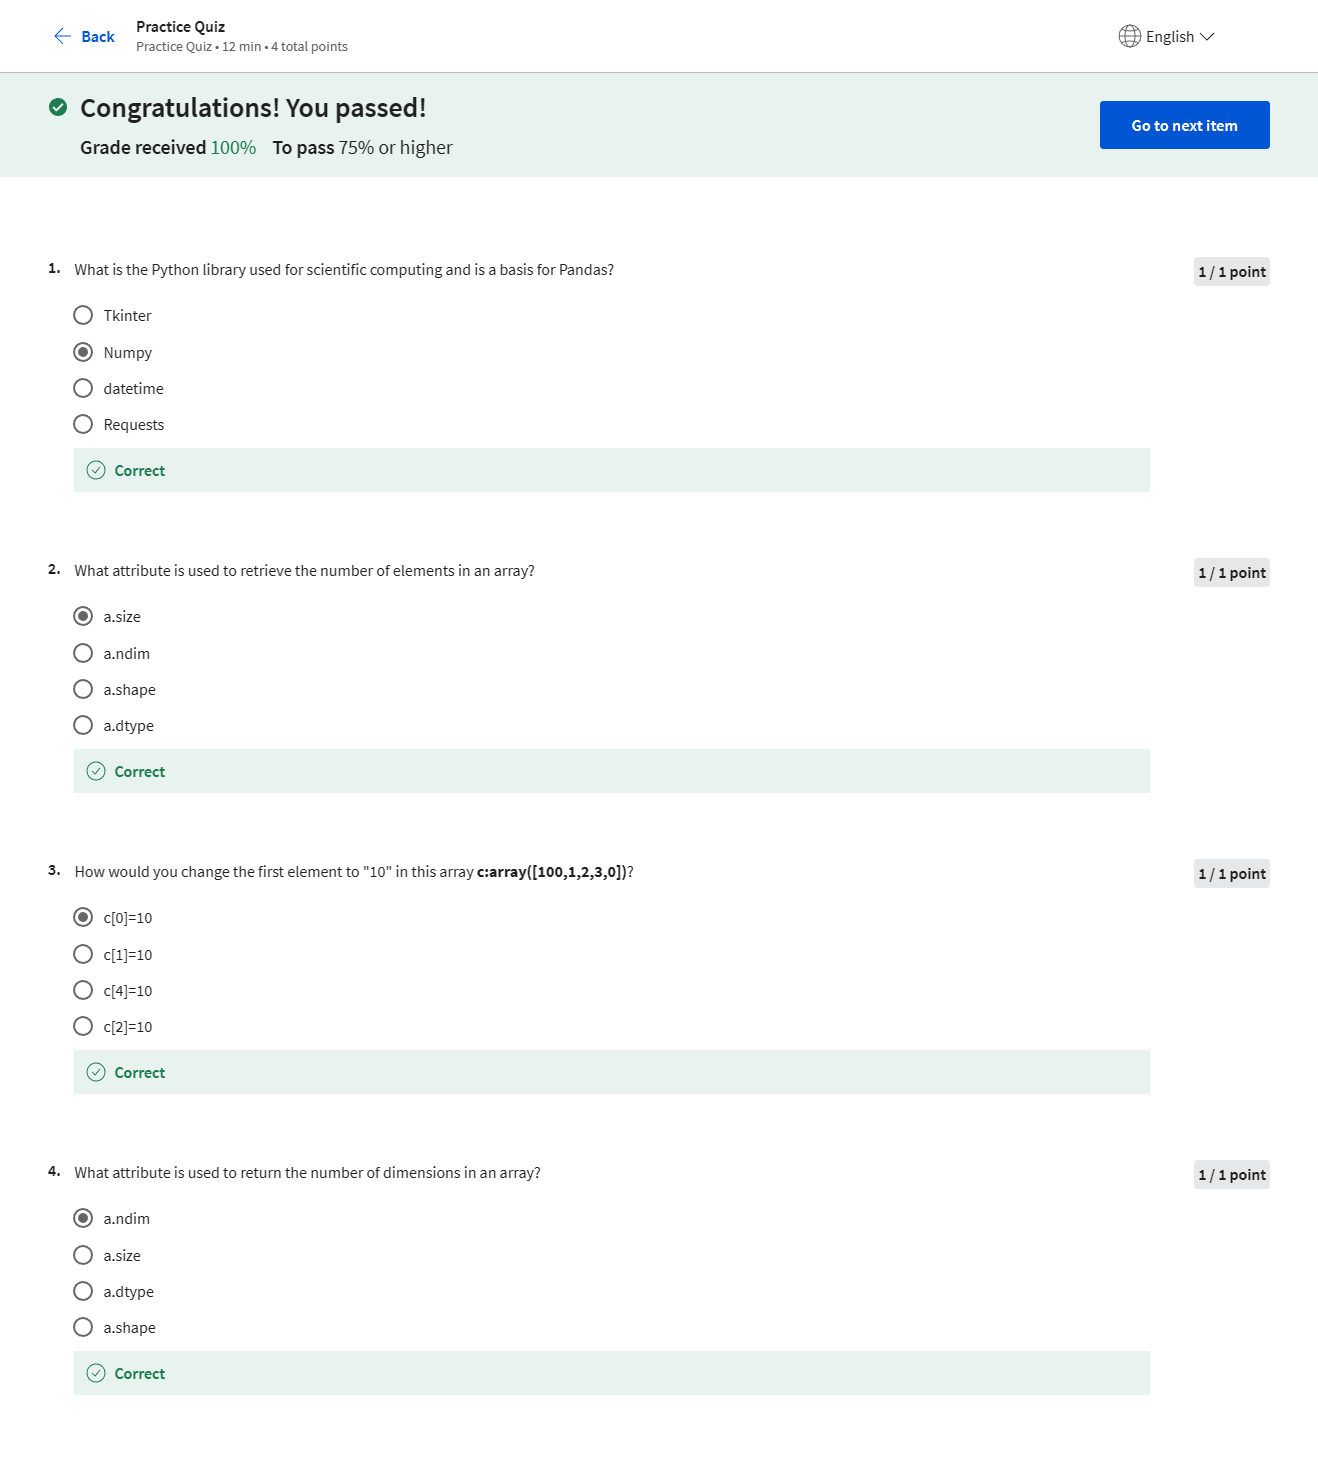 Back
Practice Quiz
Practice Quiz • 12 min • 4 total points
English
Congratulations! You passed!
Grade received 100% To pass 75% or higher
Go to next item
1. What is the Python library used for scientific computing and is a basis for Pandas?
1 / 1 point
Tkinter
Numpy
datetime
Requests
Correct
2. What attribute is used to retrieve the number of elements in an array?
1 / 1 point
a.size
a.ndim
a.shape
a.dtype
Correct
3. How would you change the first element to "10" in this array c:array([100,1,2,3,0])?
1 / 1 point
c[0]=10
c[1]=10
c[4]=10
c[2]=10
Correct
4. What attribute is used to return the number of dimensions in an array?
1 / 1 point
a.ndim
a.size
a.dtype
a.shape
Correct